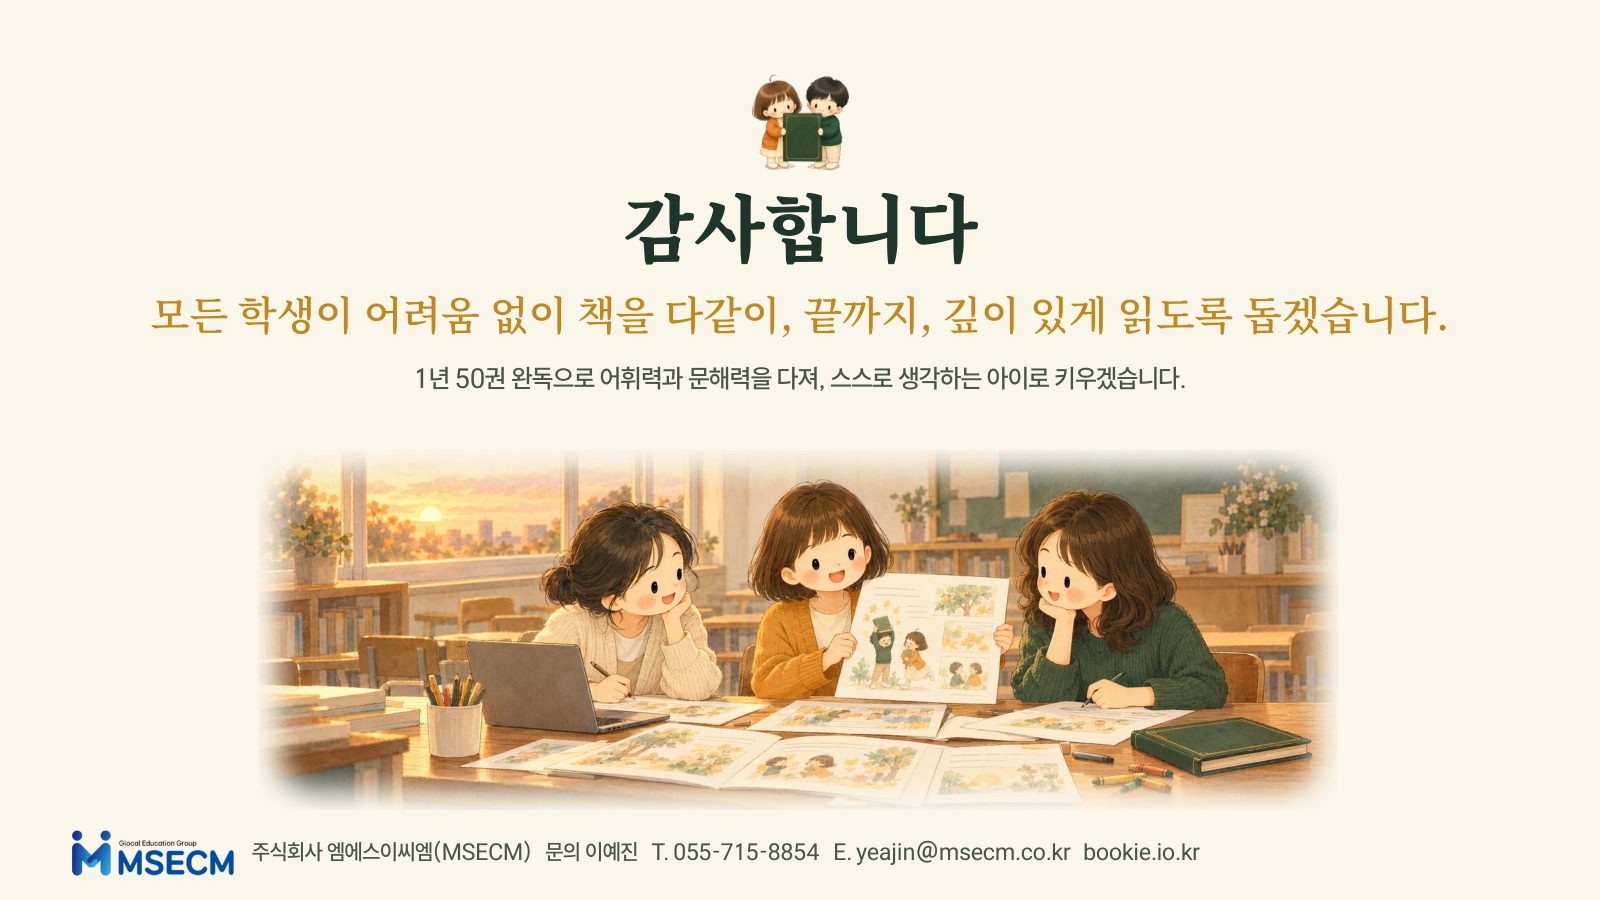 감사합니다
모든 학생이 어려움 없이 책을 다같이, 끝까지, 깊이 있게 읽도록 돕겠습니다.
1년 50권 완독으로 어휘력과 문해력을 다져, 스스로 생각하는 아이로 키우겠습니다.
Glocal Education Group
MSECM
주식회사 엠에스이씨엠(MSECM) 문의 이예진 T. 055-715-8854 E. yeajin@msecm.co.kr bookie.io.kr